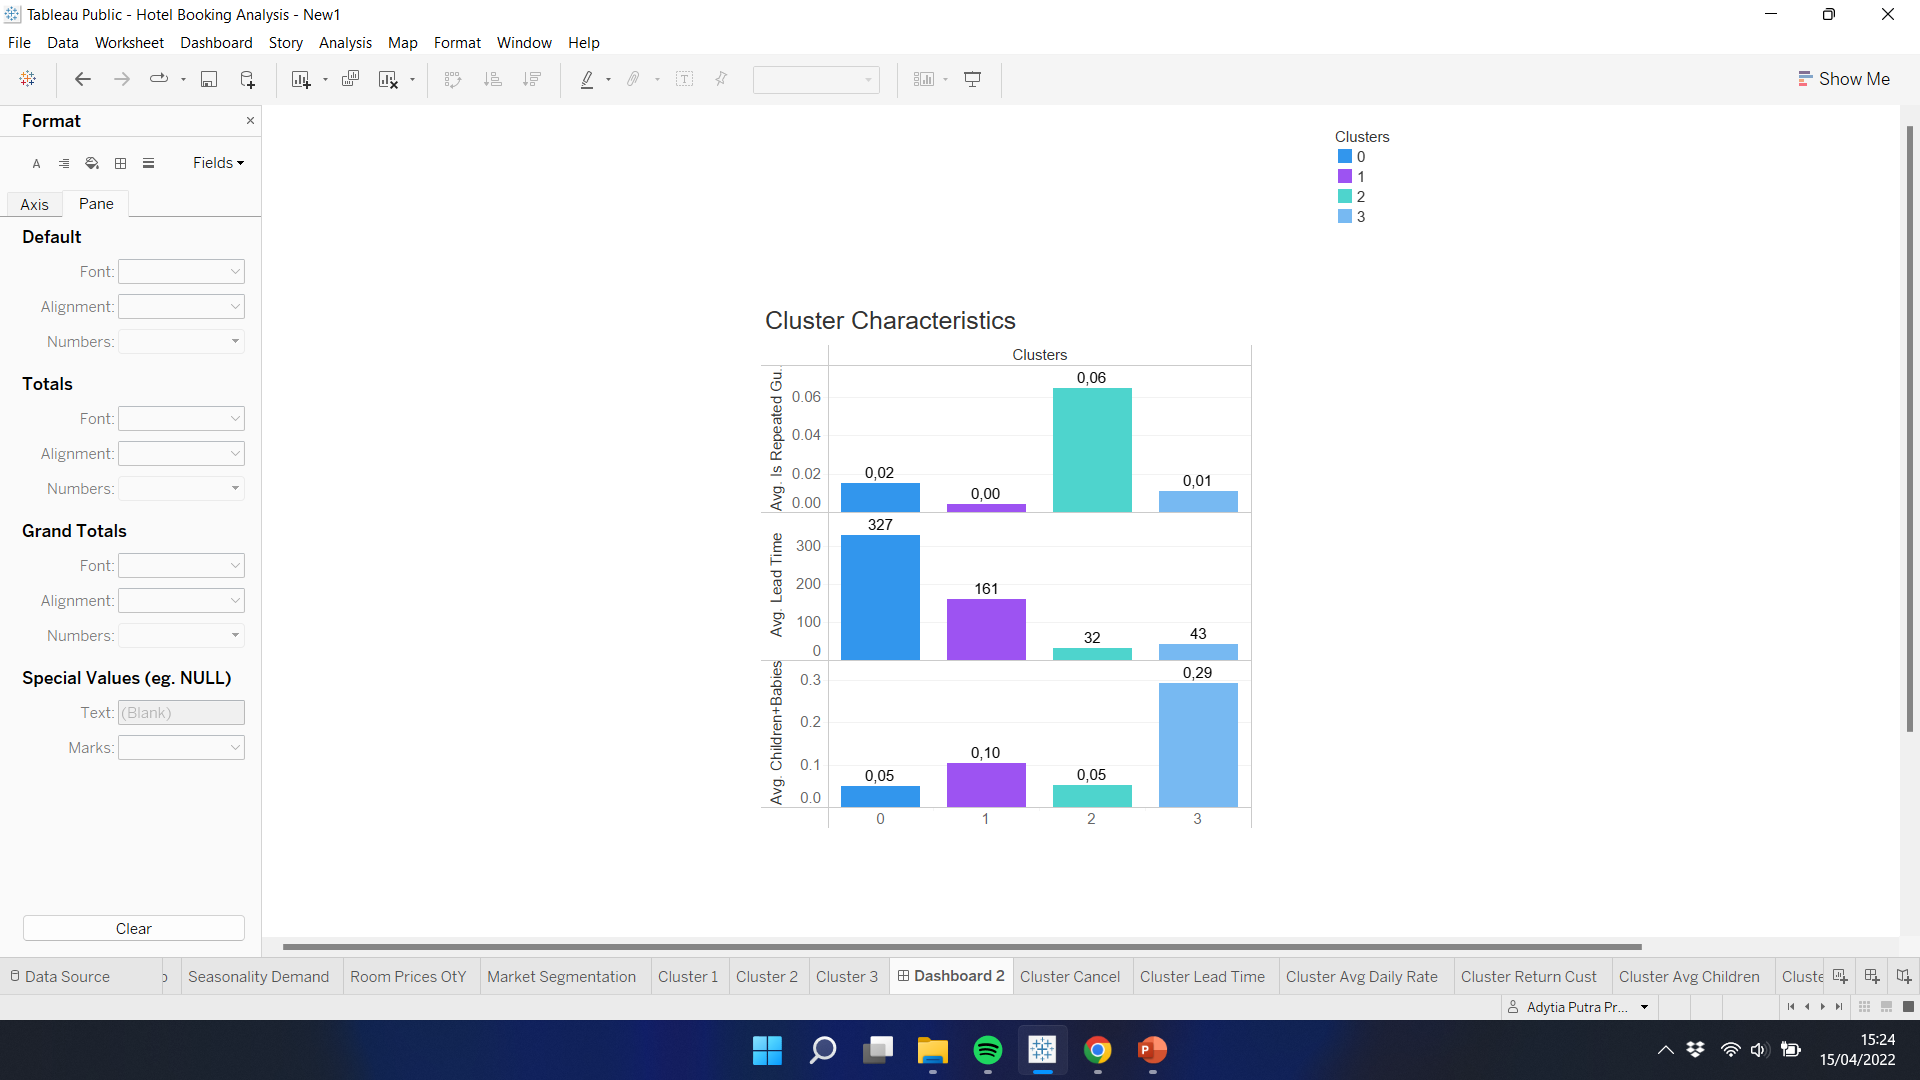 Tableau Public - Hotel Booking Analysis - New1
File Data Worksheet Dashboard Story Analysis Map Format Window Help
Show Me
Format
Fields
Axis Pane
Default
Font:
Alignment:
Numbers:
Totals
Font:
Alignment:
Numbers:
Grand Totals
Font:
Alignment:
Numbers:
Special Values (eg. NULL)
Text: (Blank)
Marks:
Clear
Clusters
0
1
2
3
Cluster Characteristics
Clusters
Avg. Is Repeated Gu..
0.06
0.04
0.02
0.00
0,02 0,00 0,06 0,01
Avg. Lead Time
300
200
100
0
327 161 32 43
Avg. Children+Babies
0.3
0.2
0.1
0.0
0,05 0,10 0,05 0,29
0 1 2 3
Data Source Seasonality Demand Room Prices OtY Market Segmentation Cluster 1 Cluster 2 Cluster 3 Dashboard 2 Cluster Cancel Cluster Lead Time Cluster Avg Daily Rate Cluster Return Cust Cluster Avg Children Cluste
Adytia Putra Pr...
15:24
15/04/2022